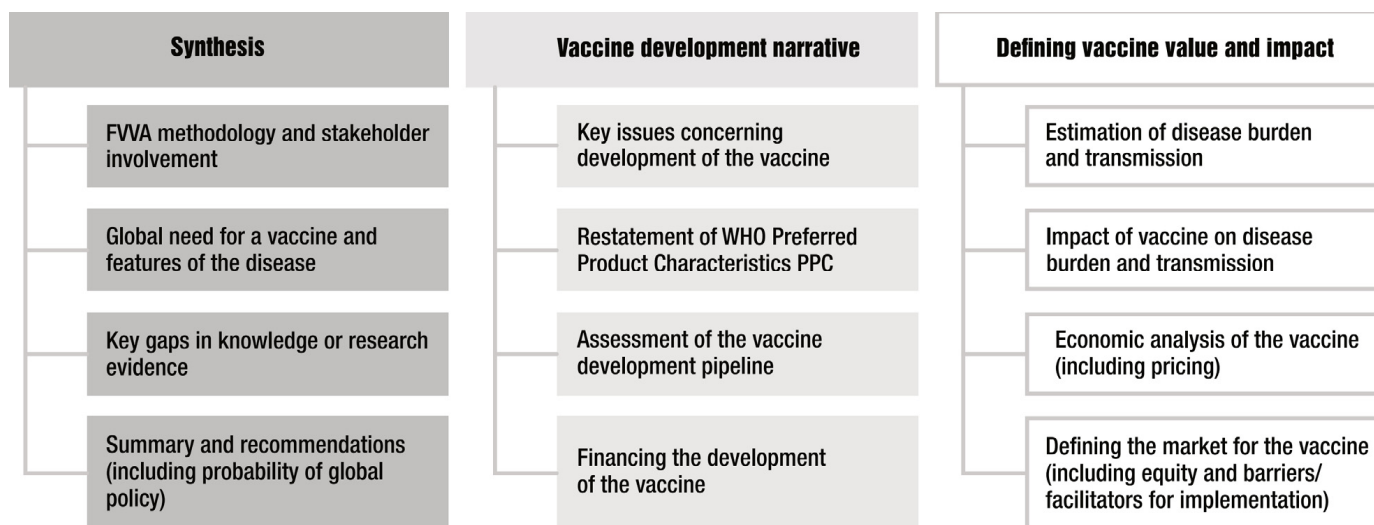 Synthesis
FVVA methodology and stakeholder
involvement
Global need for a vaccine and
features of the disease
Key gaps in knowledge or research
evidence
Summary and recommendations
(including probability of global
policy)
Vaccine development narrative
Key issues concerning
development of the vaccine
Restatement of WHO Preferred
Product Characteristics PPC
Assessment of the vaccine
development pipeline
Financing the development
of the vaccine
Defining vaccine value and impact
Estimation of disease burden
and transmission
Impact of vaccine on disease
burden and transmission
Economic analysis of the vaccine
(including pricing)
Defining the market for the vaccine
(including equity and barriers/
facilitators for implementation)